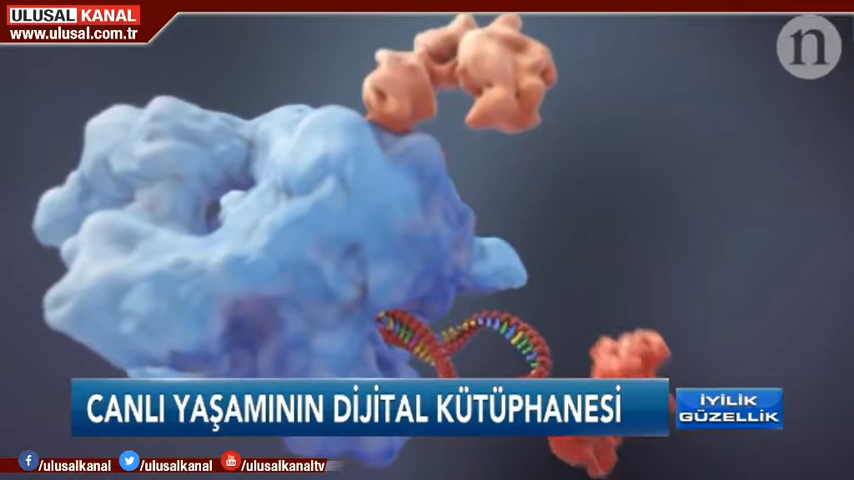 ULUSAL KANAL
www.ulusal.com.tr
n
CANLI YAŞAMININ DİJİTAL KÜTÜPHANESİ
İYİLİK
GÜZELLİK
/ulusalkanal /ulusalkanal /ulusalkanaltv